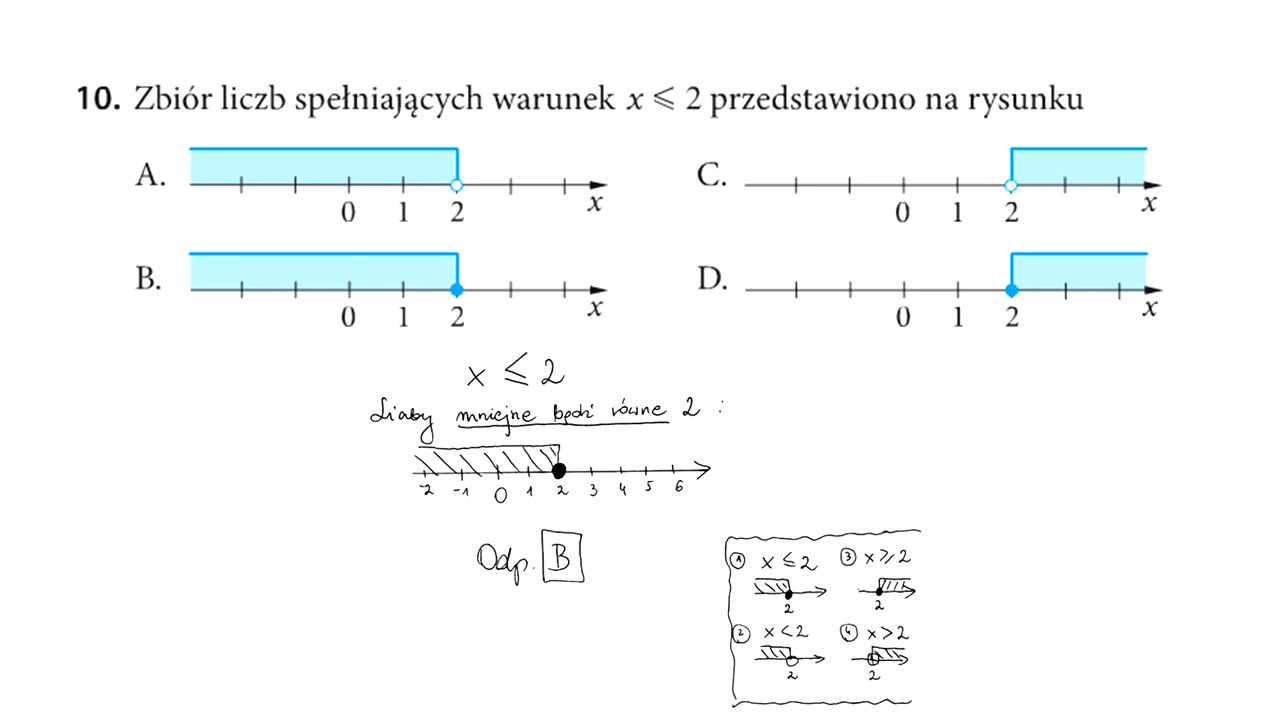 10. Zbiór liczb spełniających warunek x ⩽ 2 przedstawiono na rysunku
A.
0 1 2 x
B.
0 1 2 x
C.
0 1 2 x
D.
0 1 2 x
x ≤ 2
Liczby mniejsze bądź równe 2 :
-2 -1 0 1 2 3 4 5 6
Odp. B
① x ≤ 2
2
② x < 2
2
③ x ⩾ 2
2
④ x > 2
2